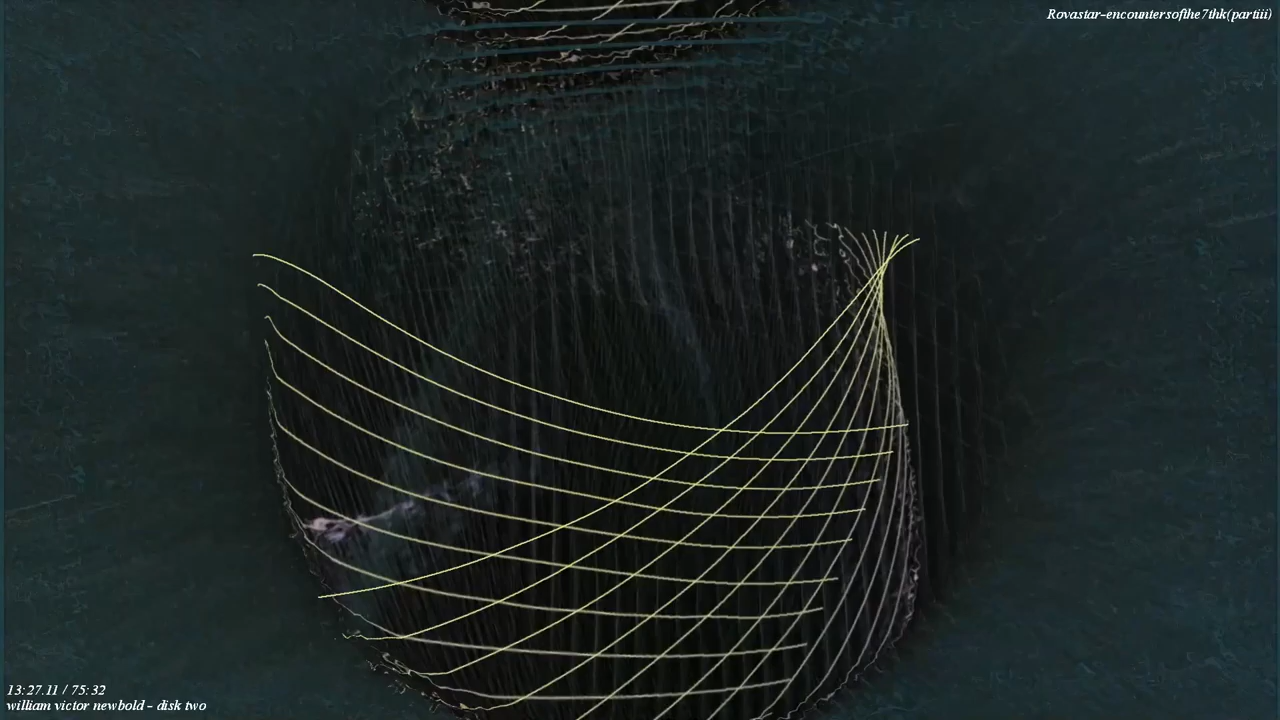 Rovastar-encountersofthe7thk(partiii)
13:27.11 / 75:32
william victor newbold - disk two